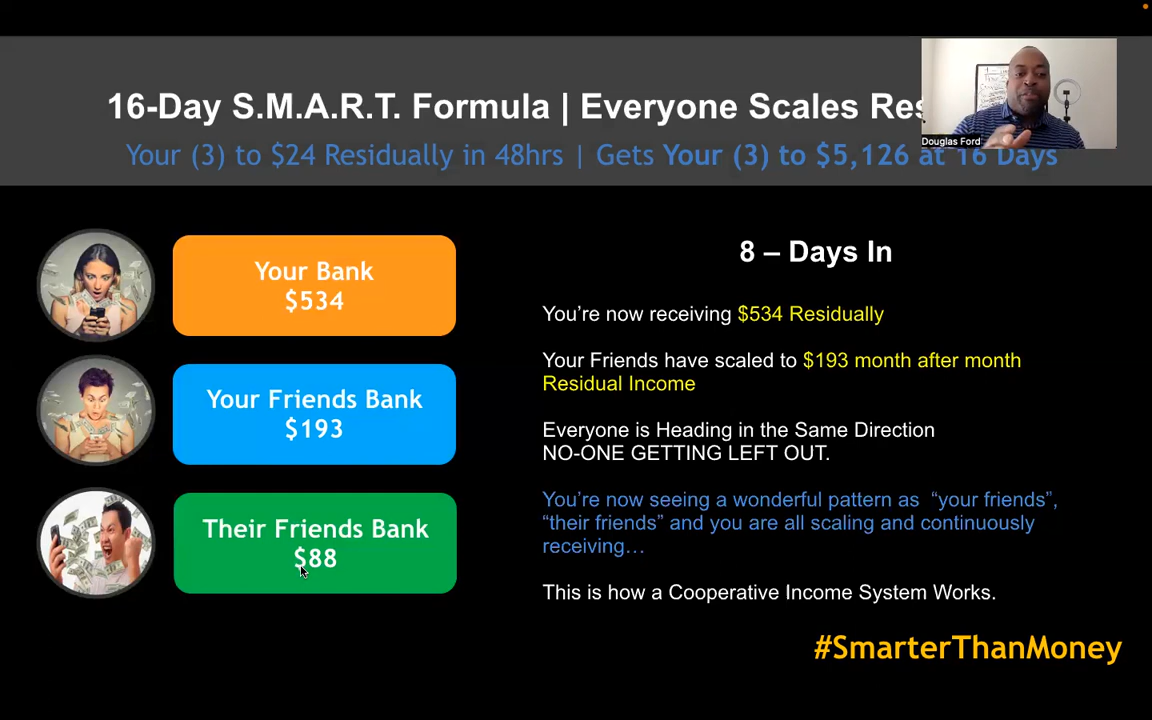 16-Day S.M.A.R.T. Formula | Everyone Scales
Your (3) to $24 Residually in 48hrs | Gets Your (3) to $5,126 at 16 Days
Douglas Ford
Your Bank
$534
Your Friends Bank
$193
Their Friends Bank
$88
8 – Days In
You're now receiving $534 Residually
Your Friends have scaled to $193 month after month
Residual Income
Everyone is Heading in the Same Direction
NO-ONE GETTING LEFT OUT.
You're now seeing a wonderful pattern as “your friends”,
“their friends” and you are all scaling and continuously
receiving…
This is how a Cooperative Income System Works.
#SmarterThanMoney